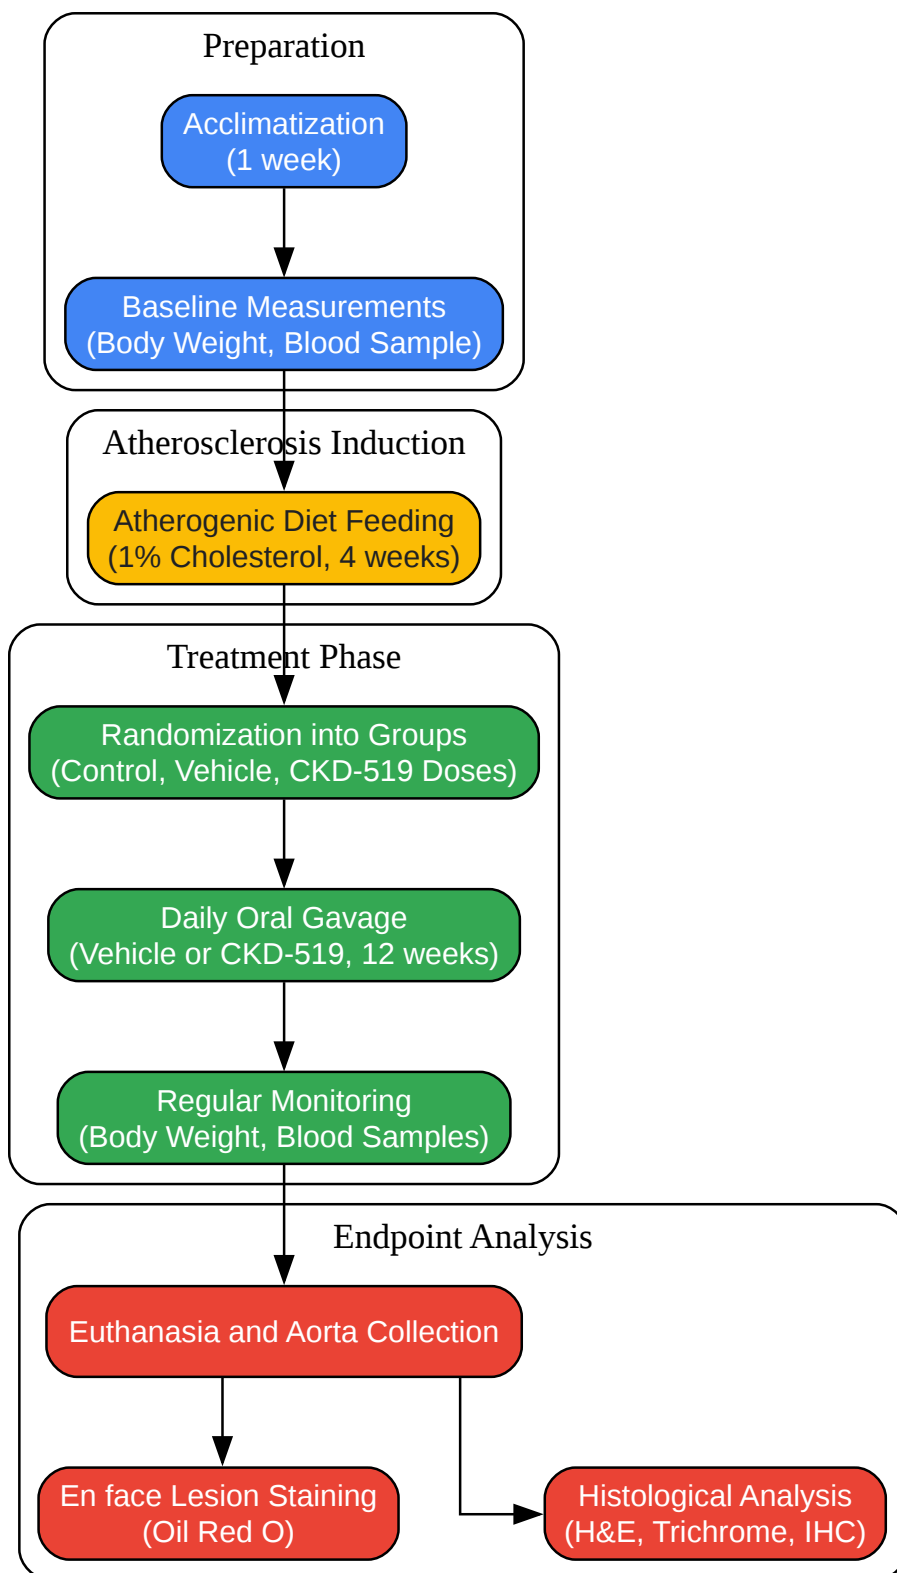 Preparation
Acclimatization
(1 week)
Baseline Measurements
(Body Weight, Blood Sample)
Atherosclerosis Induction
Atherogenic Diet Feeding
(1% Cholesterol, 4 weeks)
Treatment Phase
Randomization into Groups
(Control, Vehicle, CKD-519 Doses)
Daily Oral Gavage
(Vehicle or CKD-519, 12 weeks)
Regular Monitoring
(Body Weight, Blood Samples)
Endpoint Analysis
Euthanasia and Aorta Collection
En face Lesion Staining
(Oil Red O)
Histological Analysis
(H&E, Trichrome, IHC)